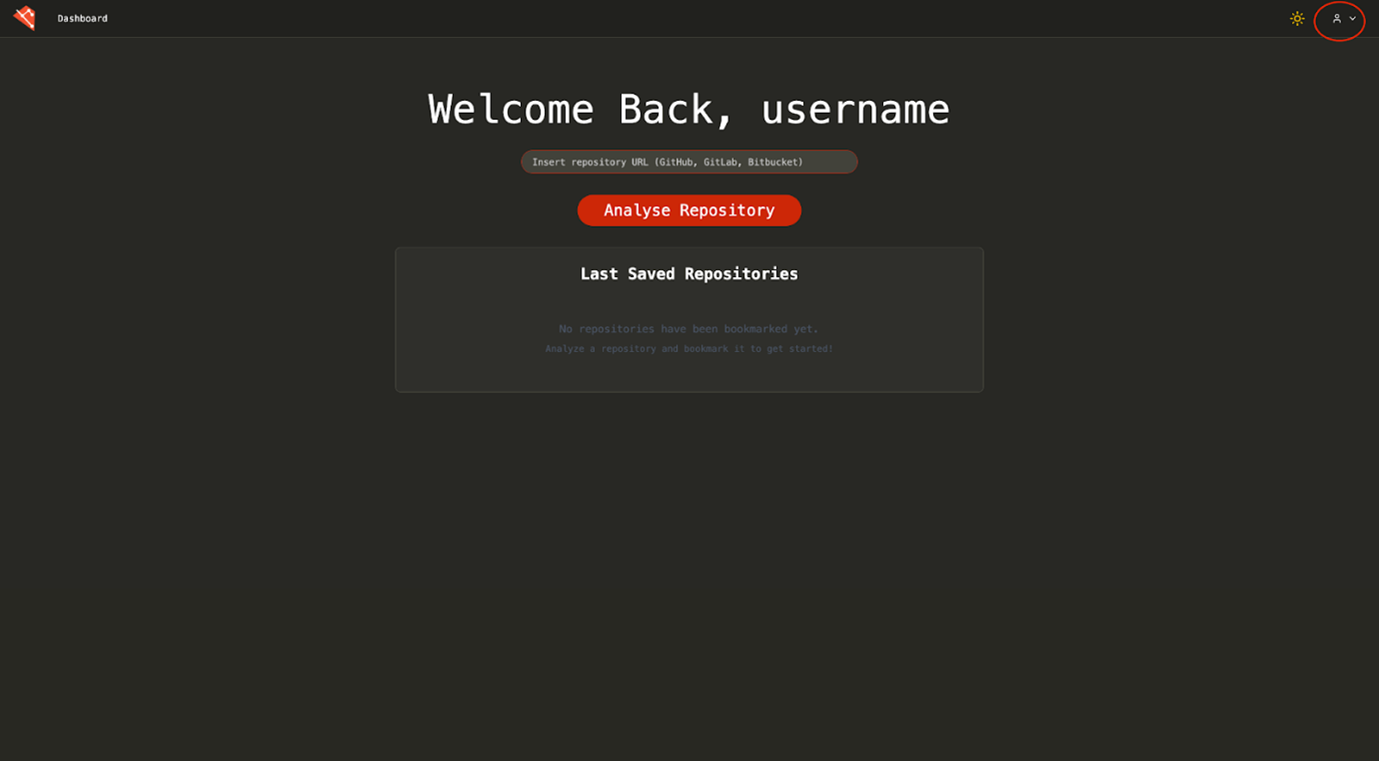 Dashboard
Welcome Back, username
Insert repository URL (GitHub, GitLab, Bitbucket)
Analyse Repository
Last Saved Repositories
No repositories have been bookmarked yet.
Analyze a repository and bookmark it to get started!